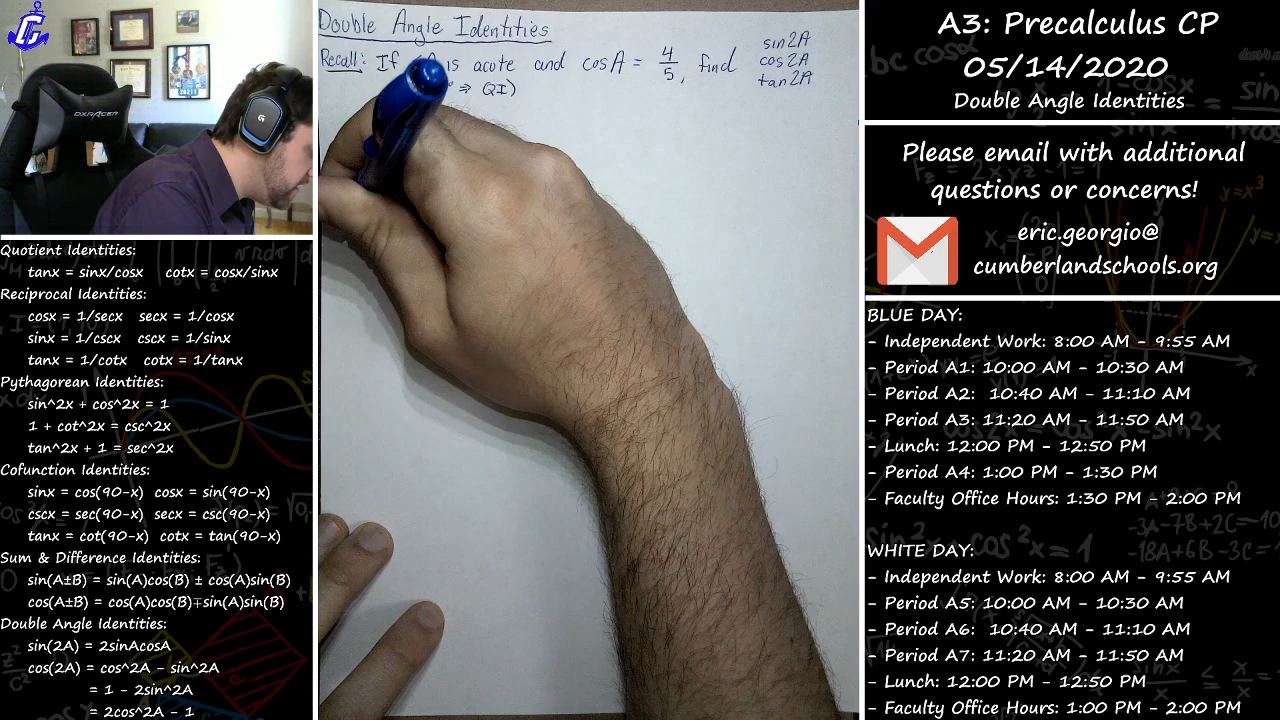 Double Angle Identities
Recall: If A is acute and cosA = 4/5, find sin2A
cos2A
tan2A
⇒ QI)
Quotient Identities:
tanx = sinx/cosx cotx = cosx/sinx
Reciprocal Identities:
cosx = 1/secx secx = 1/cosx
sinx = 1/cscx cscx = 1/sinx
tanx = 1/cotx cotx = 1/tanx
Pythagorean Identities:
sin^2x + cos^2x = 1
1 + cot^2x = csc^2x
tan^2x + 1 = sec^2x
Cofunction Identities:
sinx = cos(90-x) cosx = sin(90-x)
cscx = sec(90-x) secx = csc(90-x)
tanx = cot(90-x) cotx = tan(90-x)
Sum & Difference Identities:
sin(A±B) = sin(A)cos(B) ± cos(A)sin(B)
cos(A±B) = cos(A)cos(B)∓sin(A)sin(B)
Double Angle Identities:
sin(2A) = 2sinAcosA
cos(2A) = cos^2A - sin^2A
= 1 - 2sin^2A
= 2cos^2A - 1
A3: Precalculus CP
05/14/2020
Double Angle Identities
Please email with additional
questions or concerns!
eric.georgio@
cumberlandschools.org
BLUE DAY:
- Independent Work: 8:00 AM - 9:55 AM
- Period A1: 10:00 AM - 10:30 AM
- Period A2: 10:40 AM - 11:10 AM
- Period A3: 11:20 AM - 11:50 AM
- Lunch: 12:00 PM - 12:50 PM
- Period A4: 1:00 PM - 1:30 PM
- Faculty Office Hours: 1:30 PM - 2:00 PM
WHITE DAY:
- Independent Work: 8:00 AM - 9:55 AM
- Period A5: 10:00 AM - 10:30 AM
- Period A6: 10:40 AM - 11:10 AM
- Period A7: 11:20 AM - 11:50 AM
- Lunch: 12:00 PM - 12:50 PM
- Faculty Office Hours: 1:00 PM - 2:00 PM